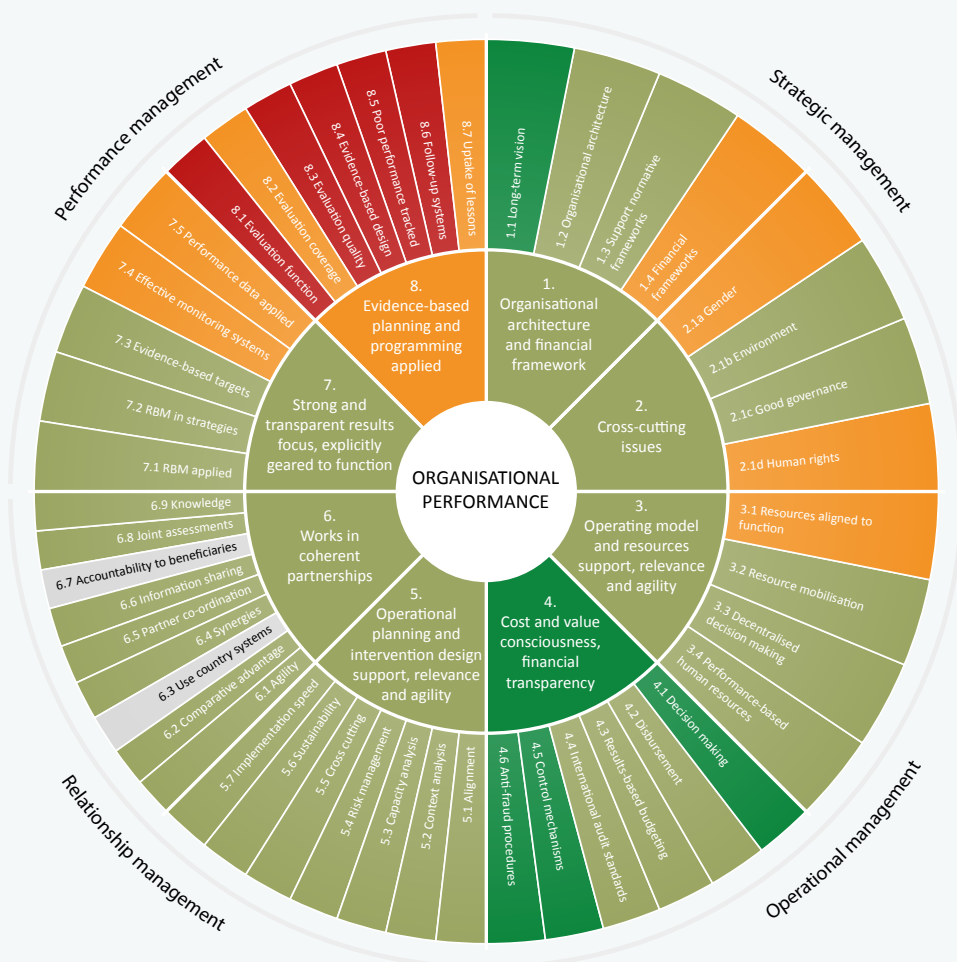 Performance management
Strategic management
Operational management
Relationship management
ORGANISATIONAL
PERFORMANCE
1.
Organisational
architecture
and financial
framework
1.1 Long-term vision
1.2 Organisational architecture
1.3 Support normative
frameworks
1.4 Financial
frameworks
2.
Cross-cutting
issues
2.1a Gender
2.1b Environment
2.1c Good governance
2.1d Human rights
3.
Operating model
and resources
support, relevance
and agility
3.1 Resources aligned to
function
3.2 Resource mobilisation
3.3 Decentralised
decision making
3.4 Performance-based
human resources
4.
Cost and value
consciousness,
financial
transparency
4.1 Decision making
4.2 Disbursement
4.3 Results-based budgeting
4.4 International audit standards
4.5 Control mechanisms
4.6 Anti-fraud procedures
5.
Operational
planning and
intervention design
support, relevance
and agility
5.1 Alignment
5.2 Context analysis
5.3 Capacity analysis
5.4 Risk management
5.5 Cross cutting
5.6 Sustainability
5.7 Implementation speed
6.
Works in
coherent
partnerships
6.1 Agility
6.2 Comparative advantage
6.3 Use country systems
6.4 Synergies
6.5 Partner co-ordination
6.6 Information sharing
6.7 Accountability to beneficiaries
6.8 Joint assessments
6.9 Knowledge
7.
Strong and
transparent results
focus, explicitly
geared to function
7.1 RBM applied
7.2 RBM in strategies
7.3 Evidence-based targets
7.4 Effective monitoring systems
7.5 Performance data applied
8.
Evidence-based
planning and
programming
applied
8.1 Evaluation function
8.2 Evaluation coverage
8.3 Evaluation quality
8.4 Evidence-based design
8.5 Poor performance tracked
8.6 Follow-up systems
8.7 Uptake of lessons